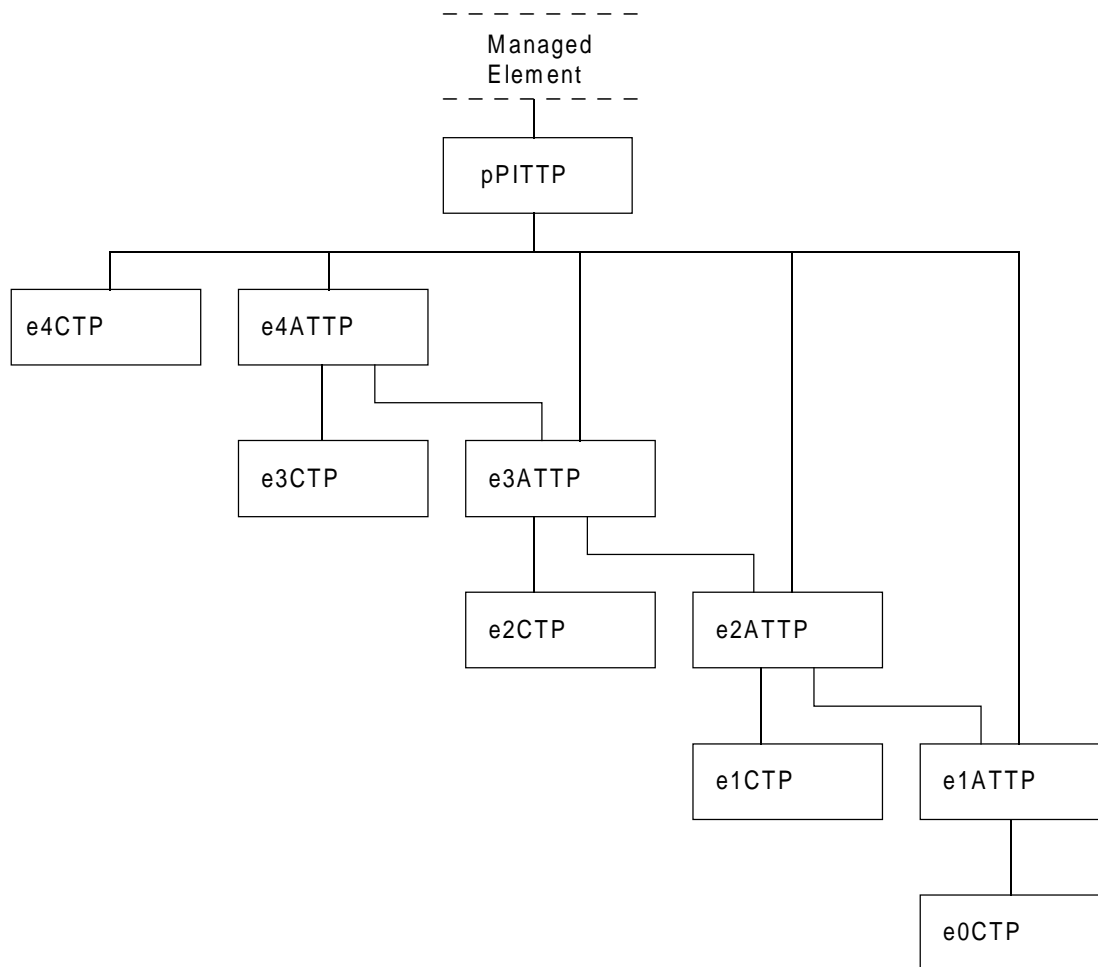 Managed
Element
pPITTP
e4CTP
e4ATTP
e3CTP
e3ATTP
e2CTP
e2ATTP
e1CTP
e1ATTP
e0CTP